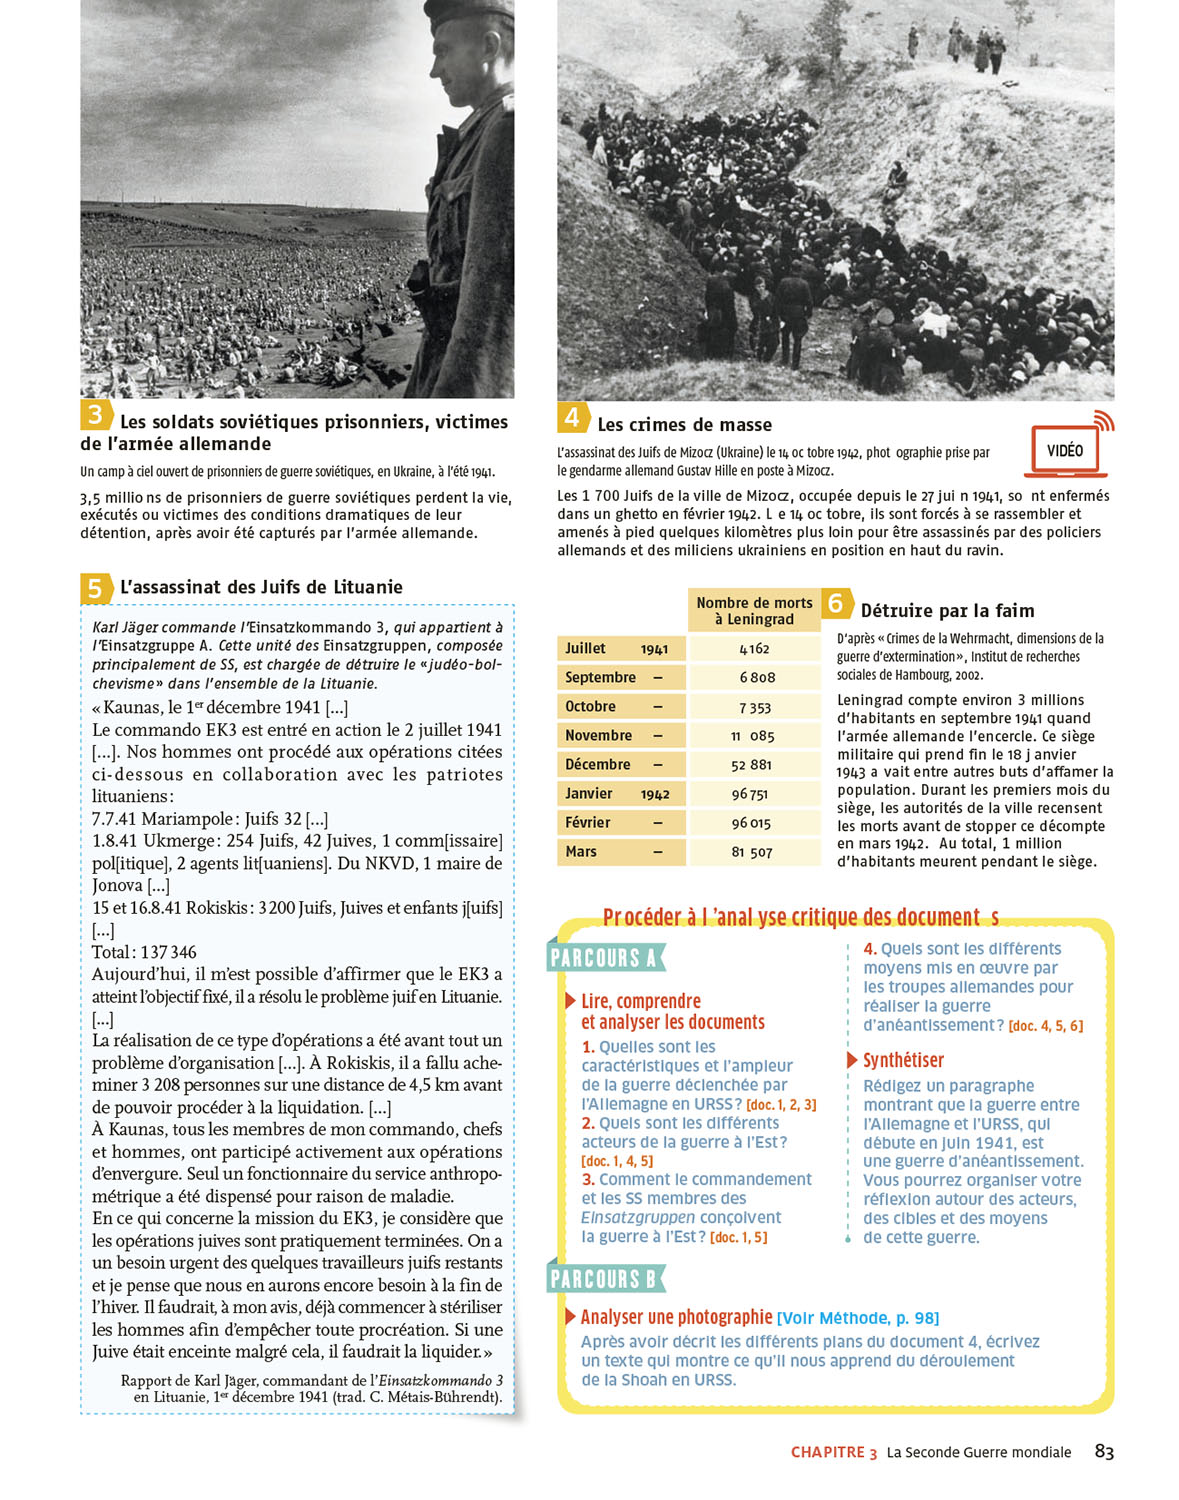 3 Les soldats soviétiques prisonniers, victimes
de l'armée allemande
Un camp à ciel ouvert de prisonniers de guerre soviétiques, en Ukraine, à l'été 1941.
3,5 millio ns de prisonniers de guerre soviétiques perdent la vie,
exécutés ou victimes des conditions dramatiques de leur
détention, après avoir été capturés par l'armée allemande.
4 Les crimes de masse
VIDÉO
L'assassinat des Juifs de Mizocz (Ukraine) le 14 oc tobre 1942, phot ographie prise par
le gendarme allemand Gustav Hille en poste à Mizocz.
Les 1 700 Juifs de la ville de Mizocz, occupée depuis le 27 jui n 1941, so nt enfermés
dans un ghetto en février 1942. L e 14 oc tobre, ils sont forcés à se rassembler et
amenés à pied quelques kilomètres plus loin pour être assassinés par des policiers
allemands et des miliciens ukrainiens en position en haut du ravin.
5 L'assassinat des Juifs de Lituanie
Karl Jäger commande l'Einsatzkommando 3, qui appartient à
l'Einsatzgruppe A. Cette unité des Einsatzgruppen, composée
principalement de SS, est chargée de détruire le «judéo-bol-
chevisme» dans l'ensemble de la Lituanie.
« Kaunas, le 1er décembre 1941 [...]
Le commando EK3 est entré en action le 2 juillet 1941
[...]. Nos hommes ont procédé aux opérations citées
ci-dessous en collaboration avec les patriotes
lituaniens :
7.7.41 Mariampole : Juifs 32 [...]
1.8.41 Ukmerge : 254 Juifs, 42 Juives, 1 comm[issaire]
pol[itique], 2 agents lit[uaniens]. Du NKVD, 1 maire de
Jonova [...]
15 et 16.8.41 Rokiskis : 3200 Juifs, Juives et enfants j[uifs]
[...]
Total : 137 346
Aujourd'hui, il m'est possible d'affirmer que le EK3 a
atteint l'objectif fixé, il a résolu le problème juif en Lituanie.
[...]
La réalisation de ce type d'opérations a été avant tout un
problème d'organisation [...]. À Rokiskis, il a fallu ache-
miner 3 208 personnes sur une distance de 4,5 km avant
de pouvoir procéder à la liquidation. [...]
À Kaunas, tous les membres de mon commando, chefs
et hommes, ont participé activement aux opérations
d'envergure. Seul un fonctionnaire du service anthropo-
métrique a été dispensé pour raison de maladie.
En ce qui concerne la mission du EK3, je considère que
les opérations juives sont pratiquement terminées. On a
un besoin urgent des quelques travailleurs juifs restants
et je pense que nous en aurons encore besoin à la fin de
l'hiver. Il faudrait, à mon avis, déjà commencer à stériliser
les hommes afin d'empêcher toute procréation. Si une
Juive était enceinte malgré cela, il faudrait la liquider. »
Rapport de Karl Jäger, commandant de l'Einsatzkommando 3
en Lituanie, 1er décembre 1941 (trad. C. Métais-Bührendt).
Nombre de morts
à Leningrad
Juillet 1941 4 162
Septembre – 6 808
Octobre – 7 353
Novembre – 11 085
Décembre – 52 881
Janvier 1942 96 751
Février – 96 015
Mars – 81 507
6 Détruire par la faim
D'après « Crimes de la Wehrmacht, dimensions de la
guerre d'extermination», Institut de recherches
sociales de Hambourg, 2002.
Leningrad compte environ 3 millions
d'habitants en septembre 1941 quand
l'armée allemande l'encercle. Ce siège
militaire qui prend fin le 18 j anvier
1943 a vait entre autres buts d'affamer la
population. Durant les premiers mois du
siège, les autorités de la ville recensent
les morts avant de stopper ce décompte
en mars 1942. Au total, 1 million
d'habitants meurent pendant le siège.
Procéder à l 'anal yse critique des document s
PARCOURS A
Lire, comprendre
et analyser les documents
1. Quelles sont les
caractéristiques et l'ampleur
de la guerre déclenchée par
l'Allemagne en URSS ? [doc. 1, 2, 3]
2. Quels sont les différents
acteurs de la guerre à l'Est ?
[doc. 1, 4, 5]
3. Comment le commandement
et les SS membres des
Einsatzgruppen conçoivent
la guerre à l'Est ? [doc. 1, 5]
4. Quels sont les différents
moyens mis en œuvre par
les troupes allemandes pour
réaliser la guerre
d'anéantissement ? [doc. 4, 5, 6]
Synthétiser
Rédigez un paragraphe
montrant que la guerre entre
l'Allemagne et l'URSS, qui
débute en juin 1941, est
une guerre d'anéantissement.
Vous pourrez organiser votre
réflexion autour des acteurs,
des cibles et des moyens
de cette guerre.
PARCOURS B
Analyser une photographie [Voir Méthode, p. 98]
Après avoir décrit les différents plans du document 4, écrivez
un texte qui montre ce qu'il nous apprend du déroulement
de la Shoah en URSS.
CHAPITRE 3 La Seconde Guerre mondiale 83